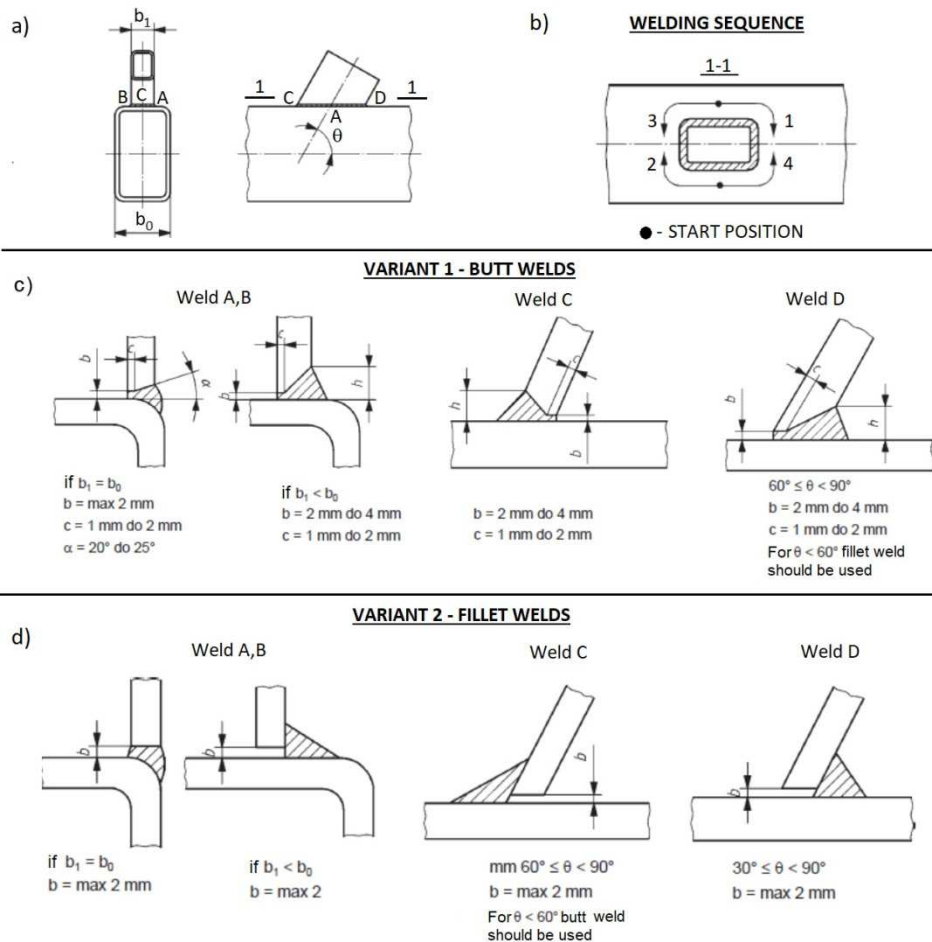 a)
b₁
B C A
b₀
1
C
D
1
A
θ
b)
WELDING SEQUENCE
1-1
3
1
2
4
● - START POSITION
VARIANT 1 - BUTT WELDS
c)
Weld A,B
Weld C
Weld D
b
c
α
if b₁ = b₀
b = max 2 mm
c = 1 mm do 2 mm
α = 20° do 25°
c
b
h
if b₁ < b₀
b = 2 mm do 4 mm
c = 1 mm do 2 mm
h
c
b
b = 2 mm do 4 mm
c = 1 mm do 2 mm
b
c
h
60° ≤ θ < 90°
b = 2 mm do 4 mm
c = 1 mm do 2 mm
For θ < 60° fillet weld
should be used
VARIANT 2 - FILLET WELDS
d)
Weld A,B
Weld C
Weld D
b
if b₁ = b₀
b = max 2 mm
b
if b₁ < b₀
b = max 2
b
mm 60° ≤ θ < 90°
b = max 2 mm
For θ < 60° butt weld
should be used
b
30° ≤ θ < 90°
b = max 2 mm